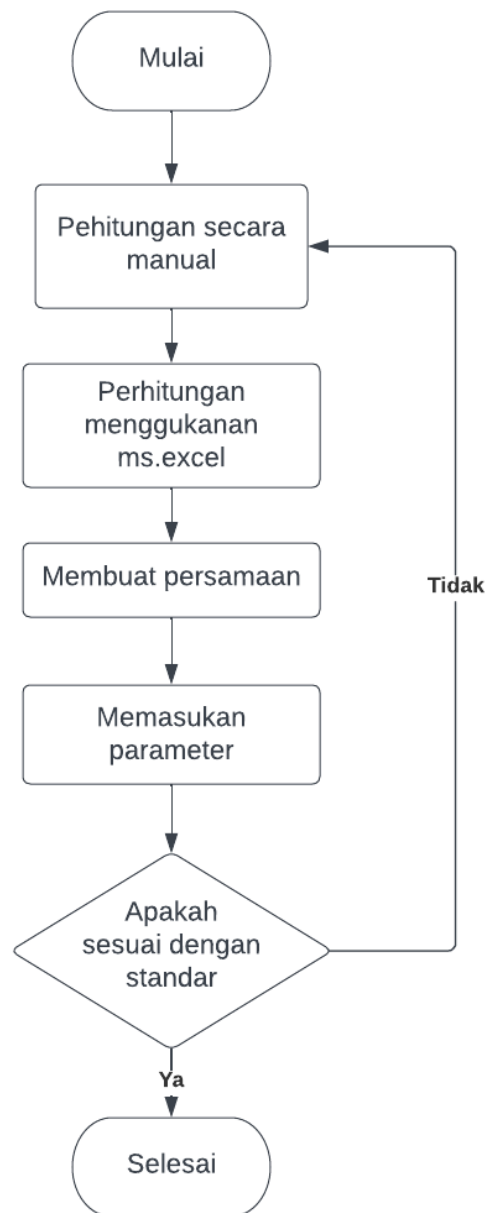 Mulai
Pehitungan secara
manual
Perhitungan
menggukanan
ms.excel
Membuat persamaan
Tidak
Memasukan
parameter
Apakah
sesuai dengan
standar
Ya
Selesai